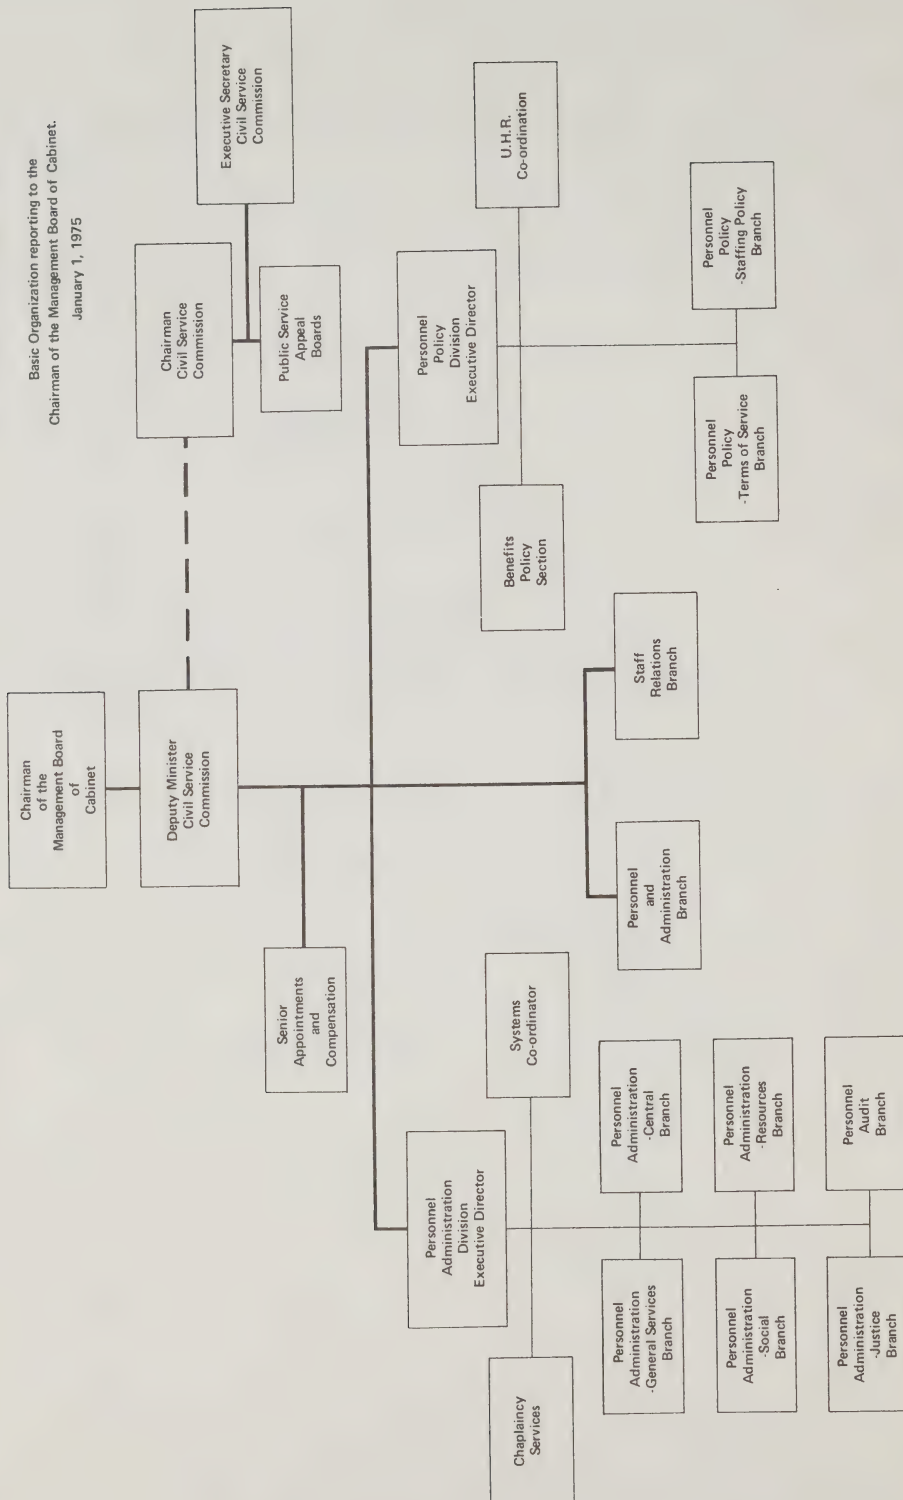 Basic Organization reporting to the
Chairman of the Management Board of Cabinet.
January 1, 1975
Chairman
of the
Management Board
of
Cabinet
Deputy Minister
Civil Service
Commission
Chairman
Civil Service
Commission
Executive Secretary
Civil Service
Commission
Public Service
Appeal
Boards
Senior
Appointments
and
Compensation
Personnel
Administration
Division
Executive Director
Personnel
Policy
Division
Executive Director
Chaplaincy
Services
Systems
Co-ordinator
Benefits
Policy
Section
U.H.R.
Co-ordination
Personnel
Administration
-General Services
Branch
Personnel
Administration
-Central
Branch
Personnel
and
Administration
Branch
Staff
Relations
Branch
Personnel
Policy
-Terms of Service
Branch
Personnel
Policy
-Staffing Policy
Branch
Personnel
Administration
-Social
Branch
Personnel
Administration
-Resources
Branch
Personnel
Administration
-Justice
Branch
Personnel
Audit
Branch